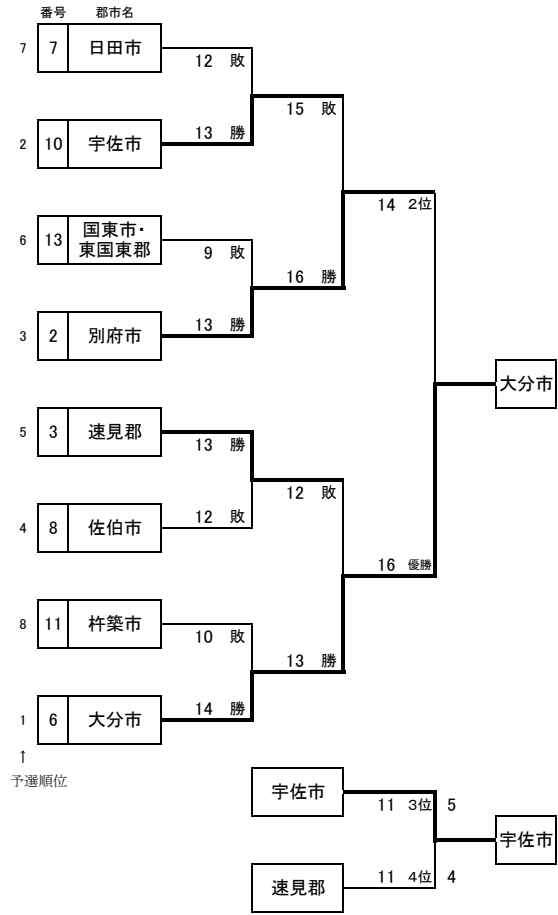 番号 郡市名
7 7 日田市
12 敗
15 敗
13 勝
2 10 宇佐市
14 2位
6 13 国東市・
東国東郡
9 敗
16 勝
13 勝
3 2 別府市
大分市
5 3 速見郡
13 勝
12 敗
12 敗
4 8 佐伯市
16 優勝
8 11 杵築市
10 敗
13 勝
14 勝
1 6 大分市
↑
予選順位
宇佐市
11 3位 5
宇佐市
11 4位 4
速見郡